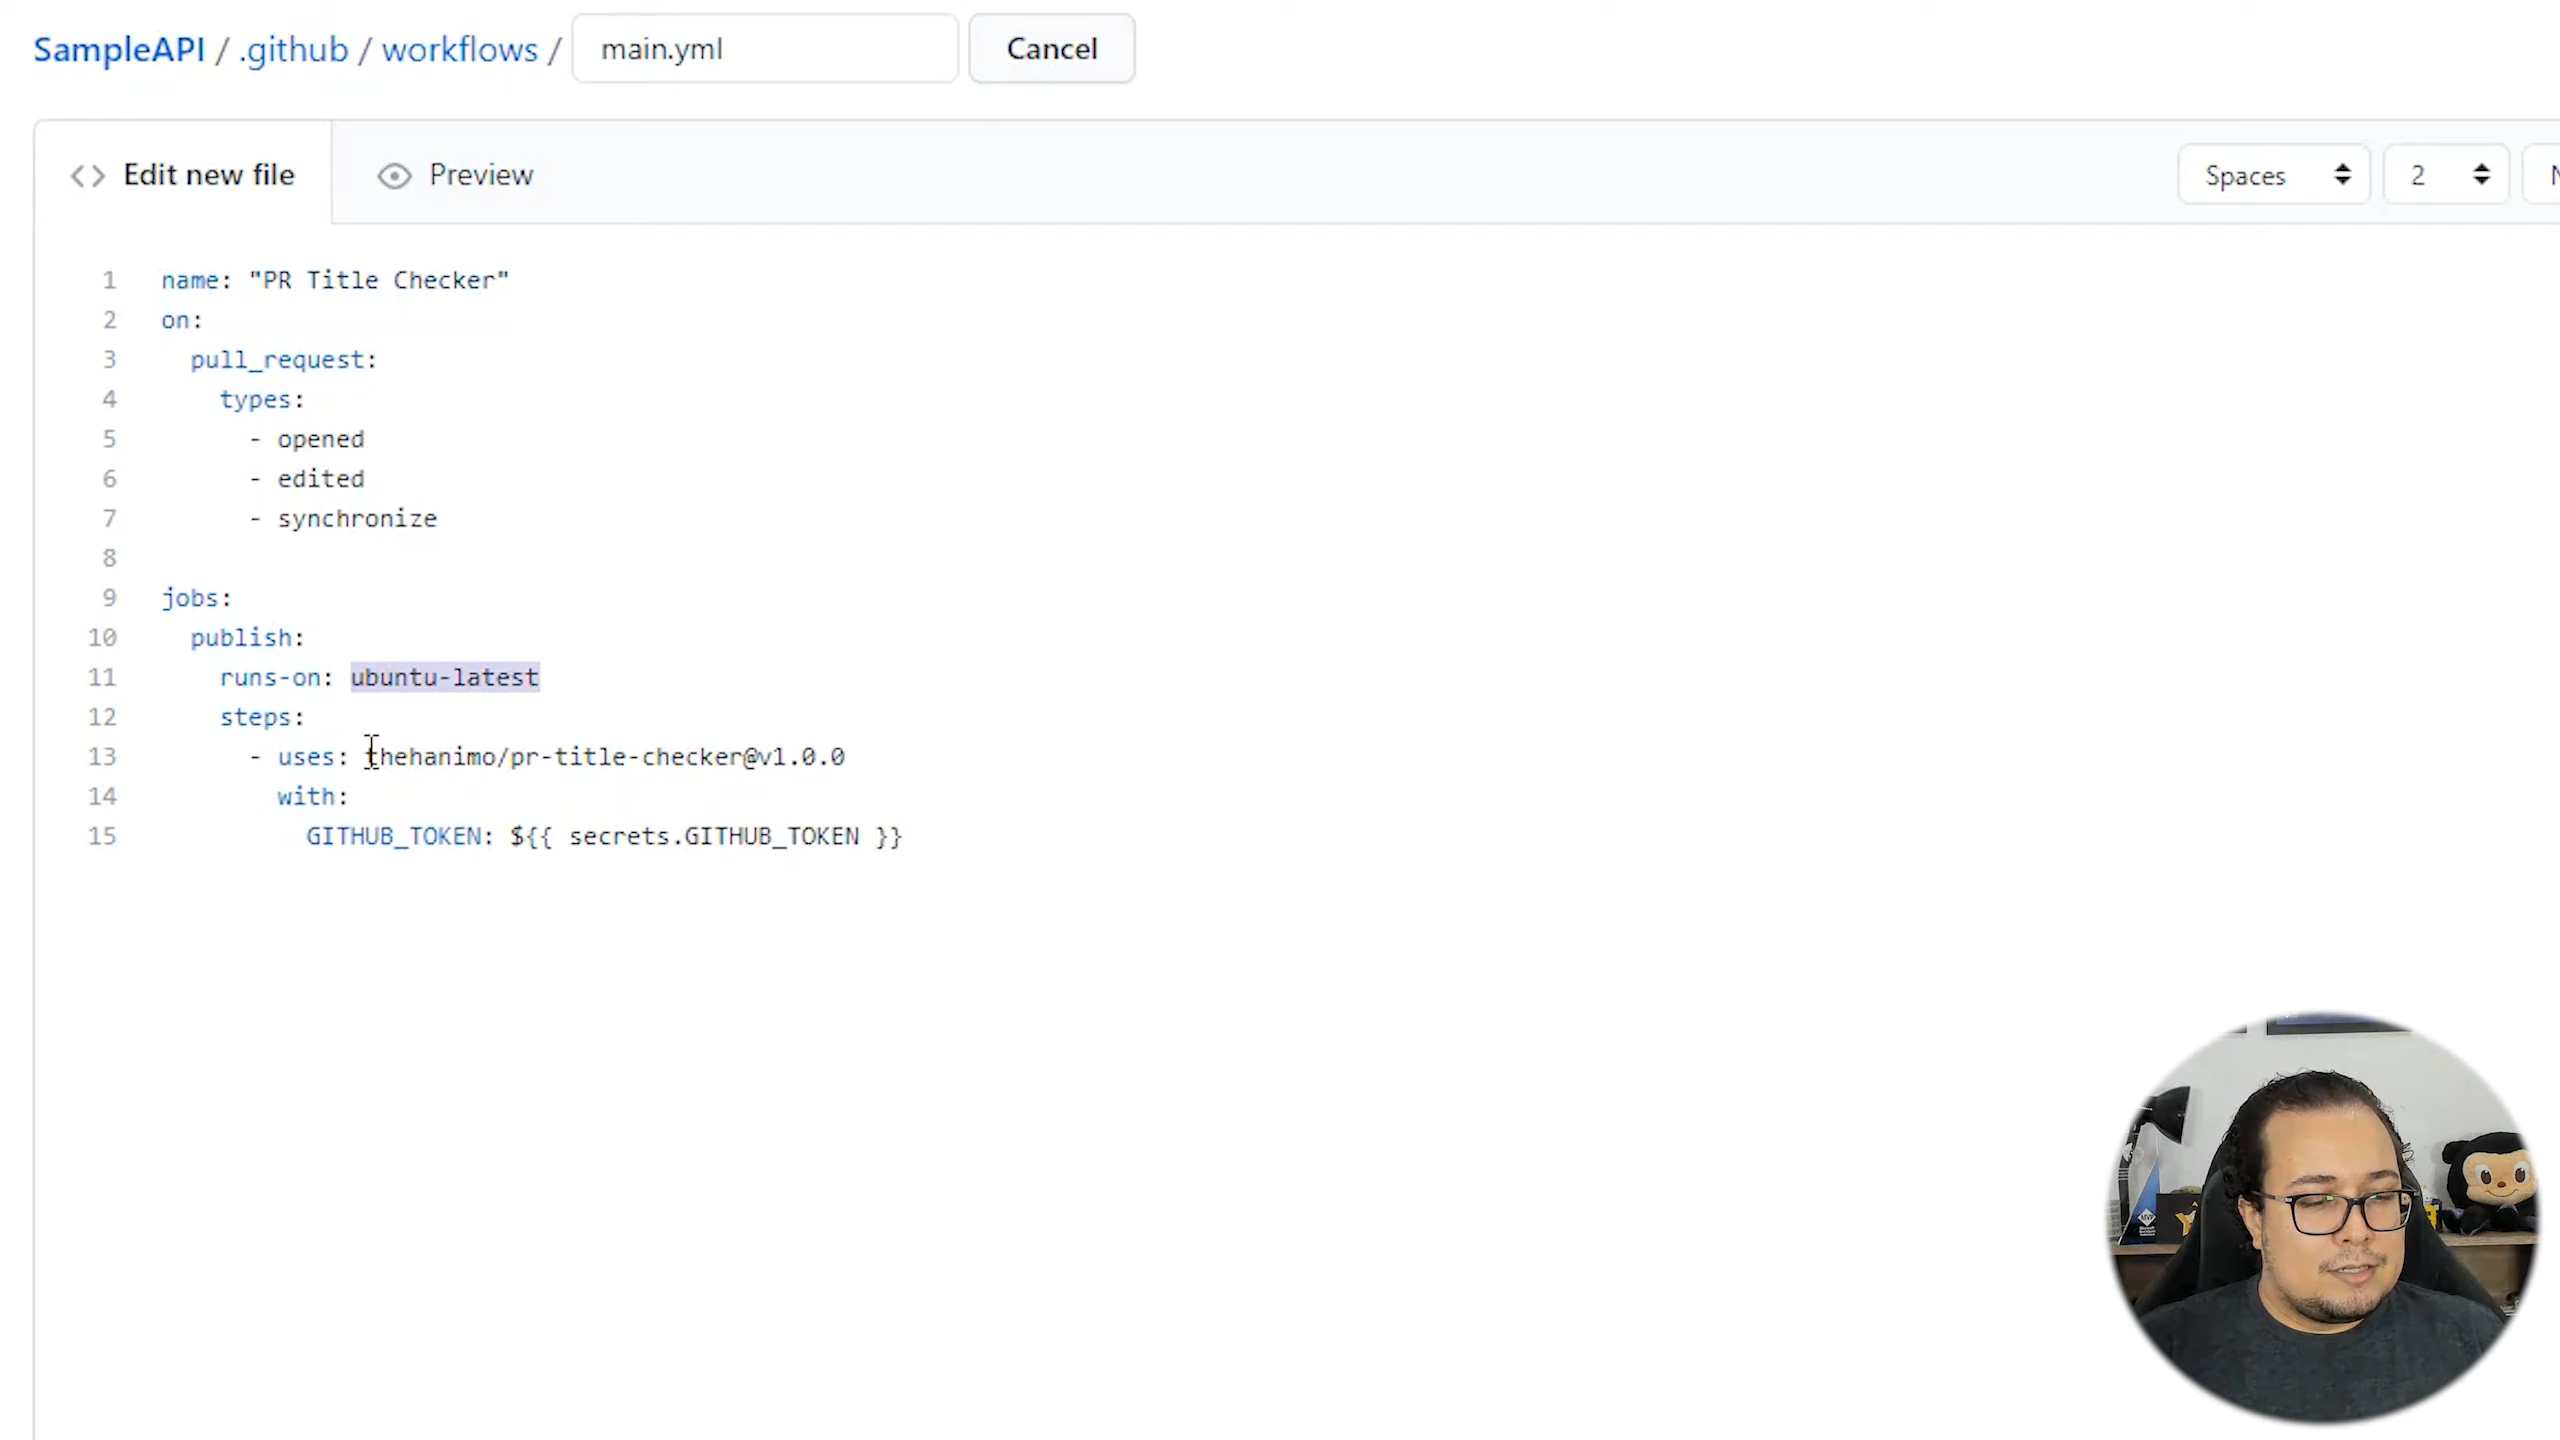 SampleAPI / .github / workflows / main.yml Cancel
<> Edit new file Preview Spaces 2
1 name: "PR Title Checker"
2 on:
3 pull_request:
4 types:
5 - opened
6 - edited
7 - synchronize
8
9 jobs:
10 publish:
11 runs-on: ubuntu-latest
12 steps:
13 - uses: thehanimo/pr-title-checker@v1.0.0
14 with:
15 GITHUB_TOKEN: ${{ secrets.GITHUB_TOKEN }}
MVP